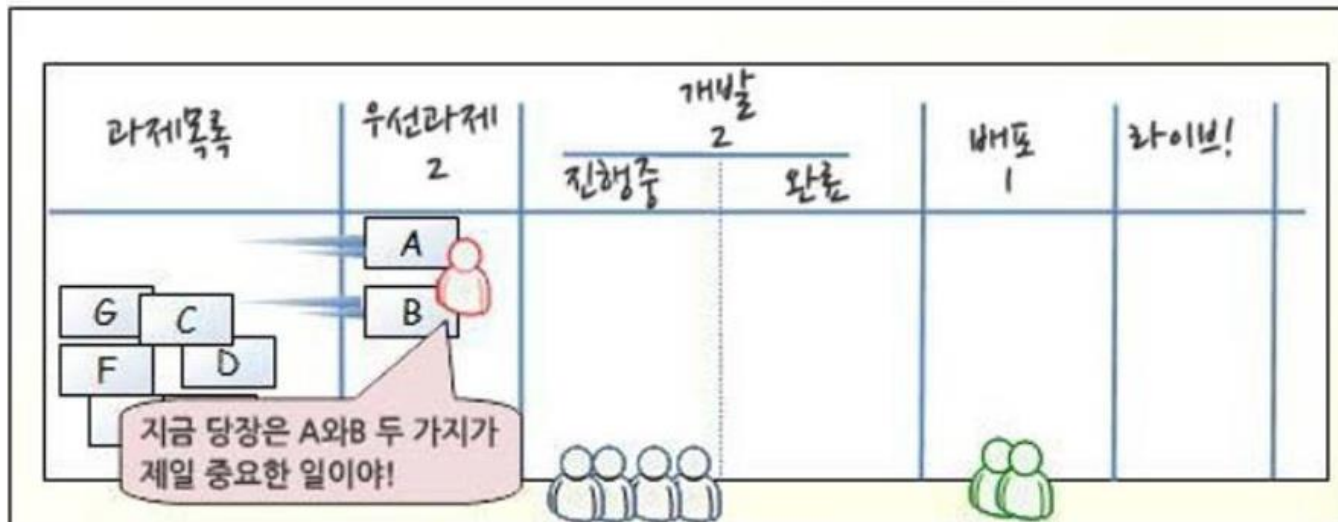 과제목록
우선과제
2
개발
2
진행중
완료
배포
1
라이브!
A
B
G
C
F
D
지금 당장은 A와B 두 가지가
제일 중요한 일이야!